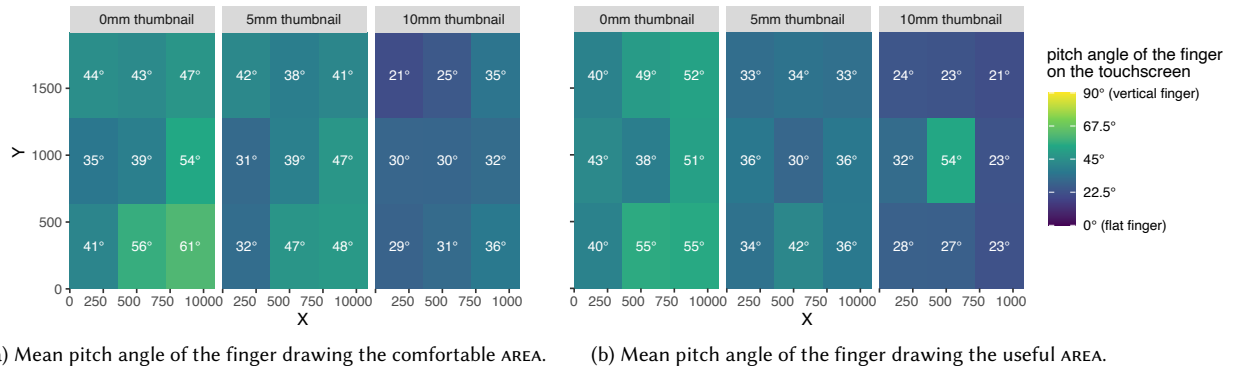 0mm thumbnail 5mm thumbnail 10mm thumbnail 0mm thumbnail 5mm thumbnail 10mm thumbnail
44° 43° 47° 42° 38° 41° 21° 25° 35° 40° 49° 52° 33° 34° 33° 24° 23° 21°
35° 39° 54° 31° 39° 47° 30° 30° 32° 43° 38° 51° 36° 30° 36° 32° 54° 23°
41° 56° 61° 32° 47° 48° 29° 31° 36° 40° 55° 55° 34° 42° 36° 28° 27° 23°
1500
1000
500
0
Y
0 250 500 750 10000 250 500 750 10000 250 500 750 1000
X
0 250 500 750 10000 250 500 750 10000 250 500 750 1000
X
pitch angle of the finger
on the touchscreen
90° (vertical finger)
67.5°
45°
22.5°
0° (flat finger)
) Mean pitch angle of the finger drawing the comfortable AREA.
(b) Mean pitch angle of the finger drawing the useful AREA.